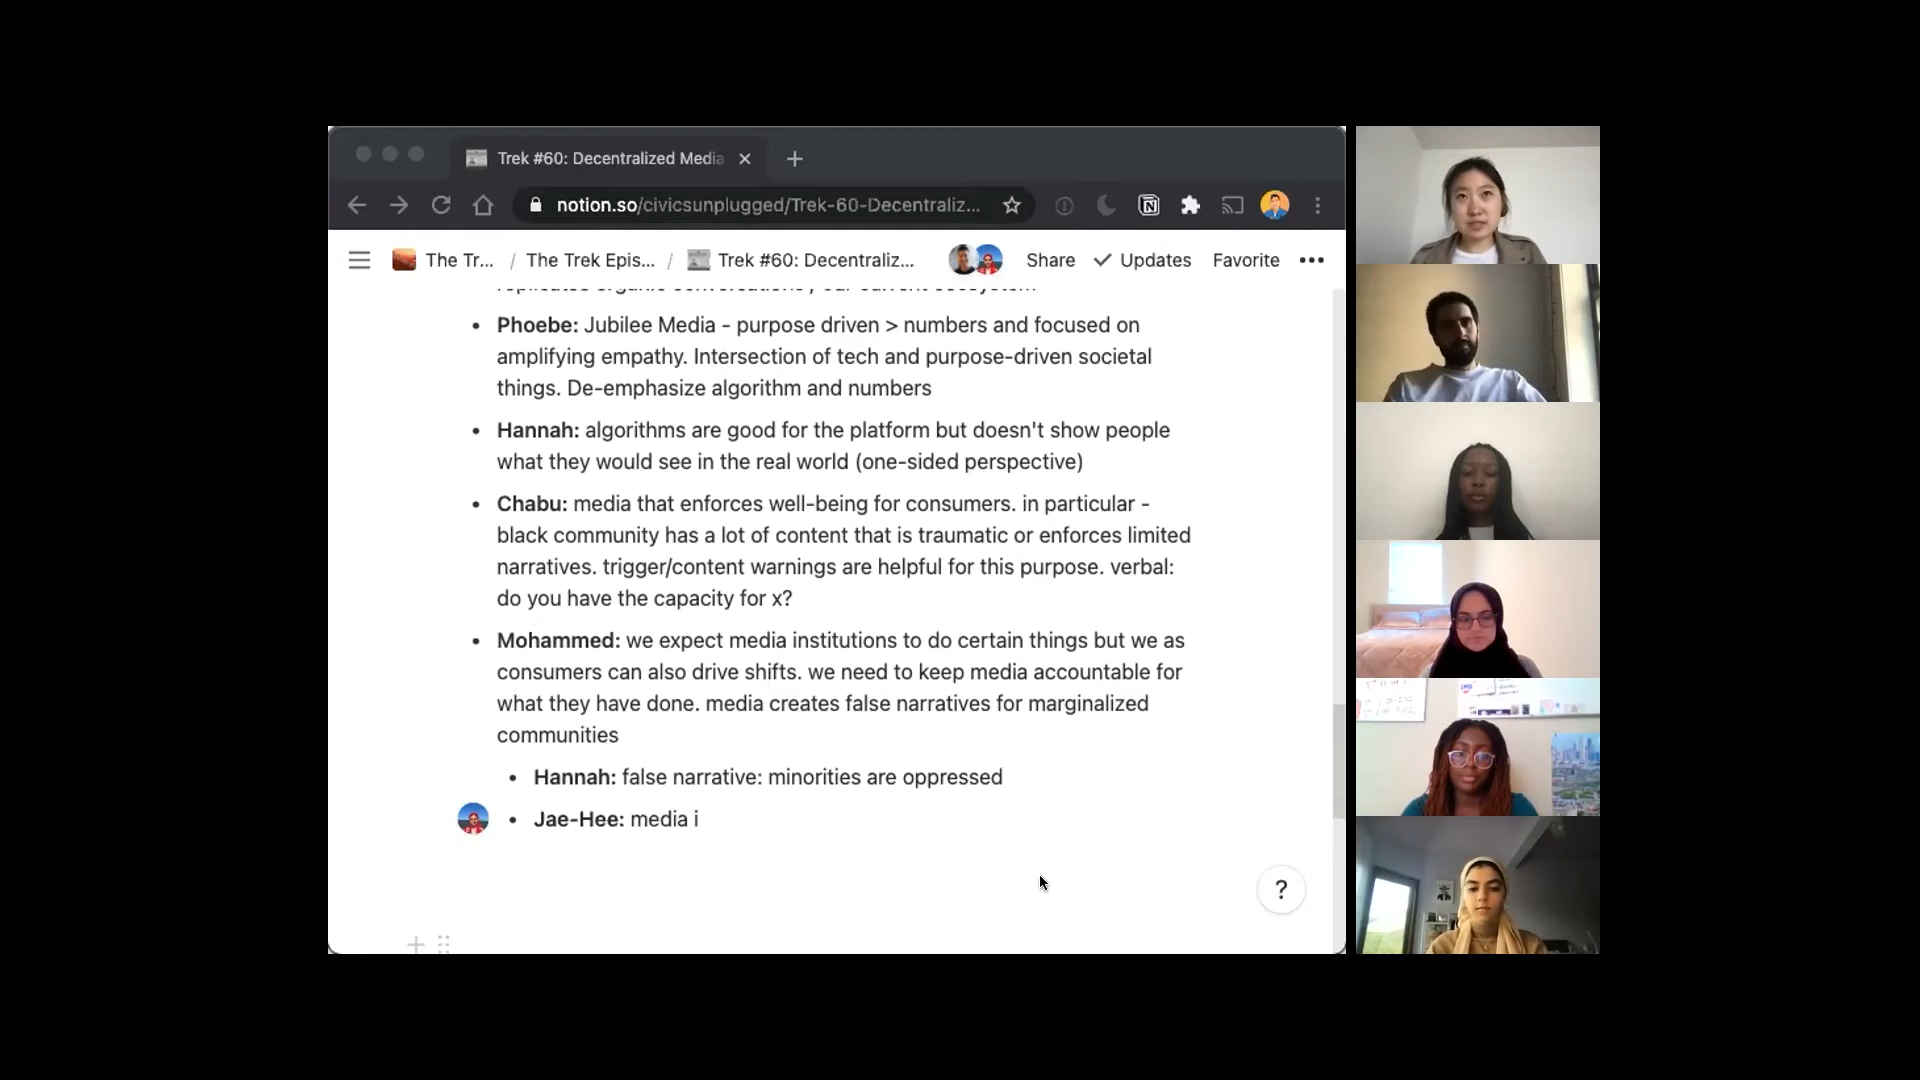 Trek #60: Decentralized Media
notion.so/civicsunplugged/Trek-60-Decentraliz...
The Tr... / The Trek Epis... / Trek #60: Decentraliz... Share Updates Favorite
replicates organic conversations, our current ecosystem
• Phoebe: Jubilee Media - purpose driven > numbers and focused on
amplifying empathy. Intersection of tech and purpose-driven societal
things. De-emphasize algorithm and numbers
• Hannah: algorithms are good for the platform but doesn't show people
what they would see in the real world (one-sided perspective)
• Chabu: media that enforces well-being for consumers. in particular -
black community has a lot of content that is traumatic or enforces limited
narratives. trigger/content warnings are helpful for this purpose. verbal:
do you have the capacity for x?
• Mohammed: we expect media institutions to do certain things but we as
consumers can also drive shifts. we need to keep media accountable for
what they have done. media creates false narratives for marginalized
communities
• Hannah: false narrative: minorities are oppressed
• Jae-Hee: media i
?